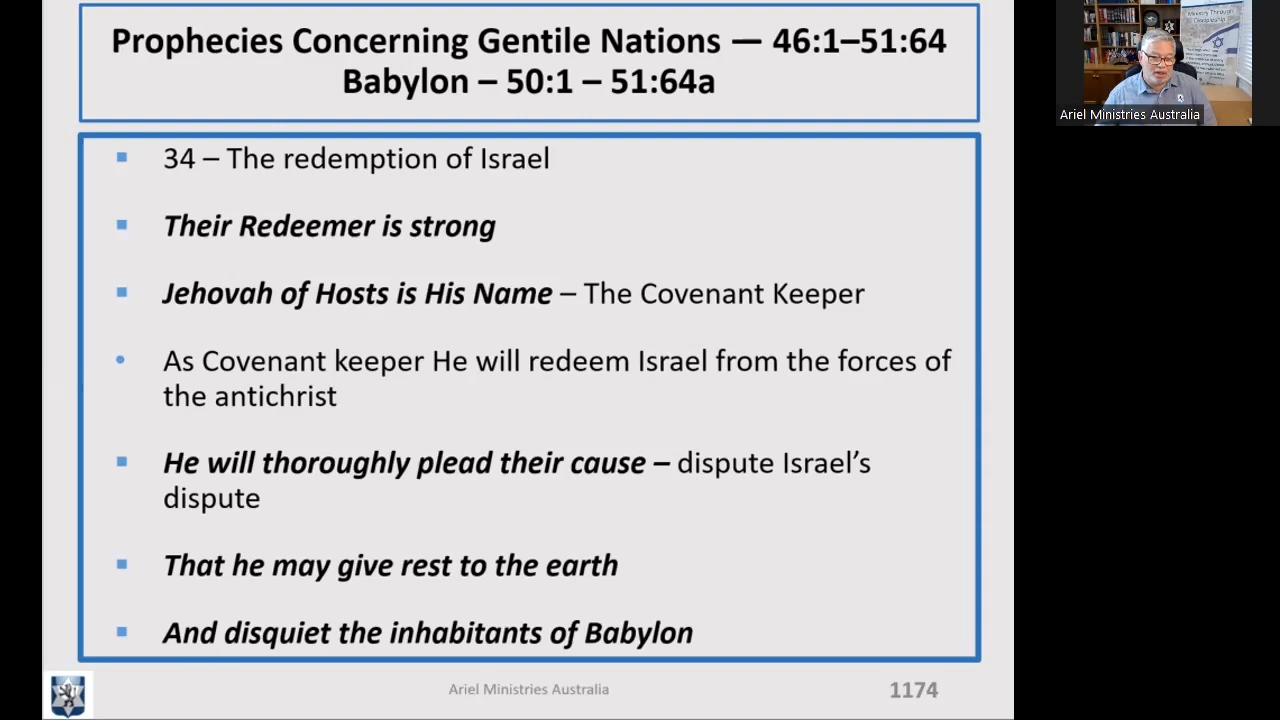 Prophecies Concerning Gentile Nations — 46:1–51:64
Babylon – 50:1 – 51:64a
34 – The redemption of Israel
Their Redeemer is strong
Jehovah of Hosts is His Name – The Covenant Keeper
As Covenant keeper He will redeem Israel from the forces of
the antichrist
He will thoroughly plead their cause – dispute Israel's
dispute
That he may give rest to the earth
And disquiet the inhabitants of Babylon
Ariel Ministries Australia
1174
Ministry Through
Discipleship
Ariel Ministries Australia